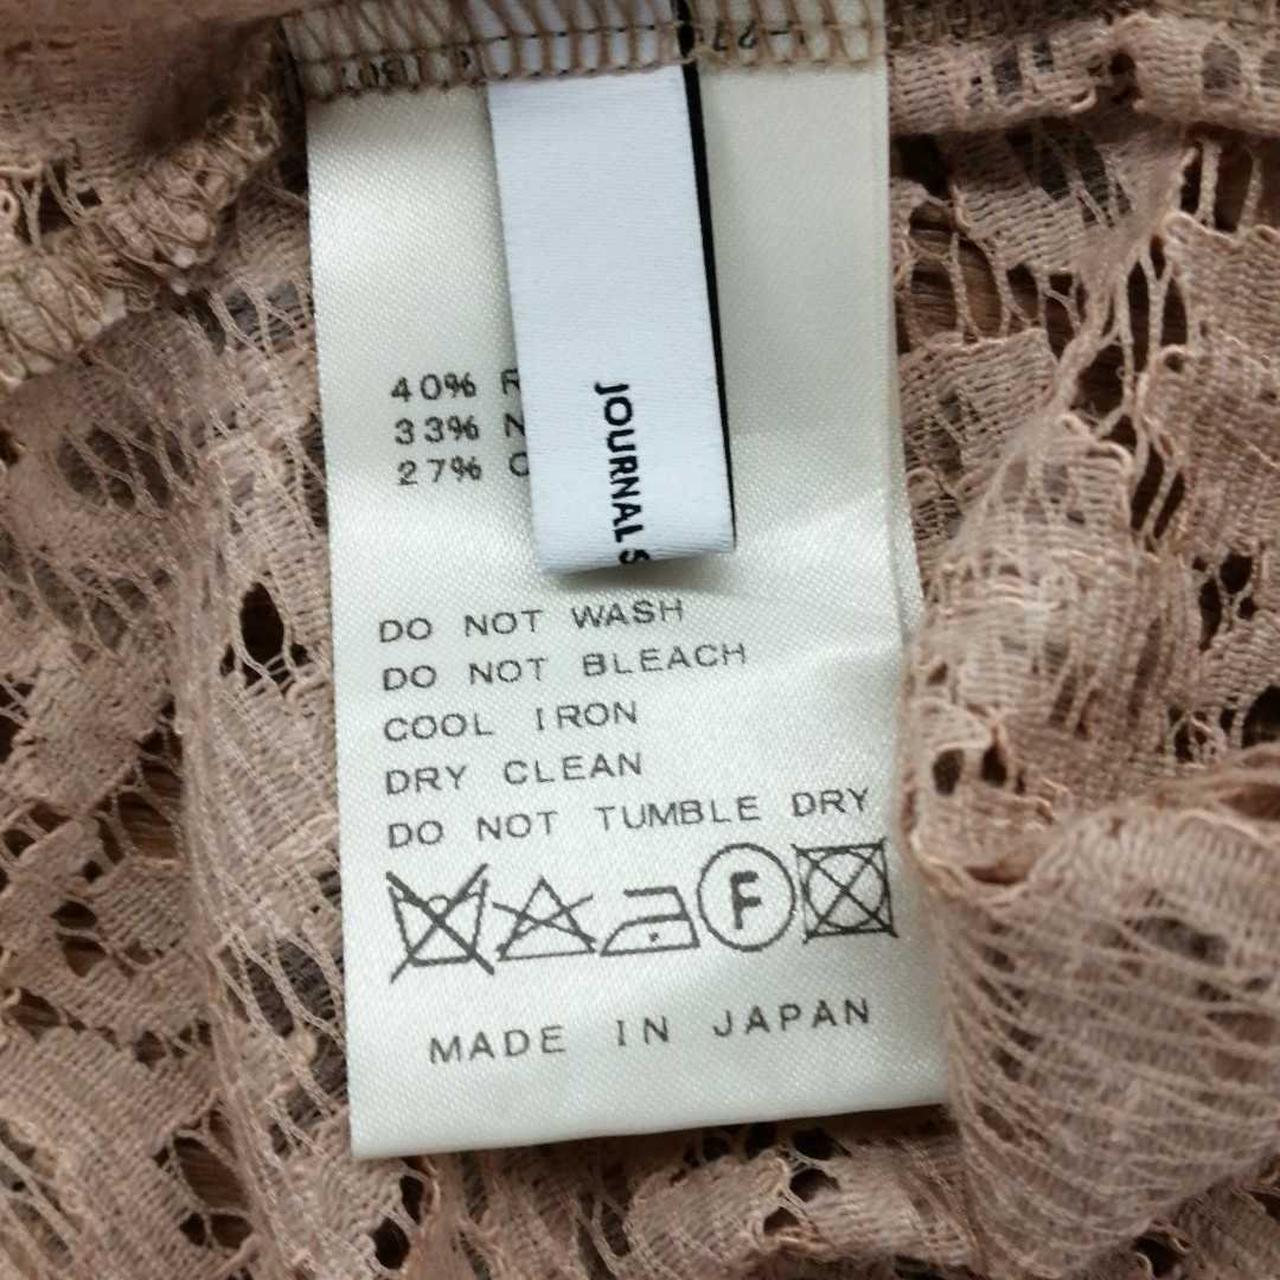 40% R
33% N
27% C
JOURNAL S
DO NOT WASH
DO NOT BLEACH
COOL IRON
DRY CLEAN
DO NOT TUMBLE DRY
F
MADE IN JAPAN